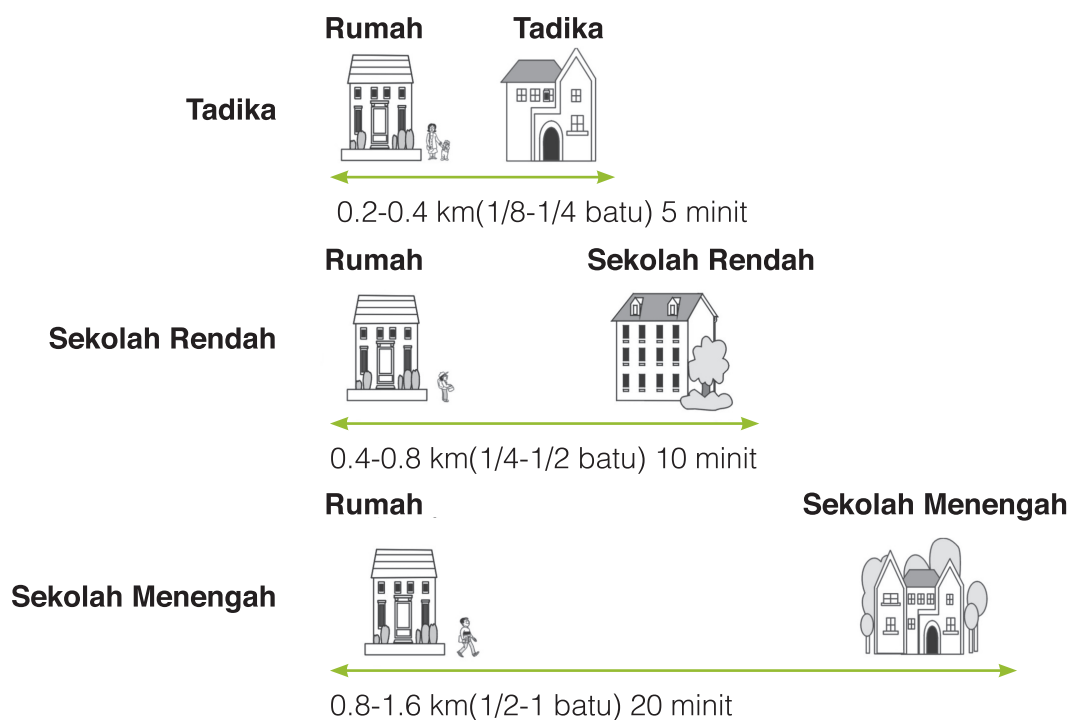 Rumah Tadika
Tadika
0.2-0.4 km(1/8-1/4 batu) 5 minit
Rumah Sekolah Rendah
Sekolah Rendah
0.4-0.8 km(1/4-1/2 batu) 10 minit
Rumah Sekolah Menengah
Sekolah Menengah
0.8-1.6 km(1/2-1 batu) 20 minit